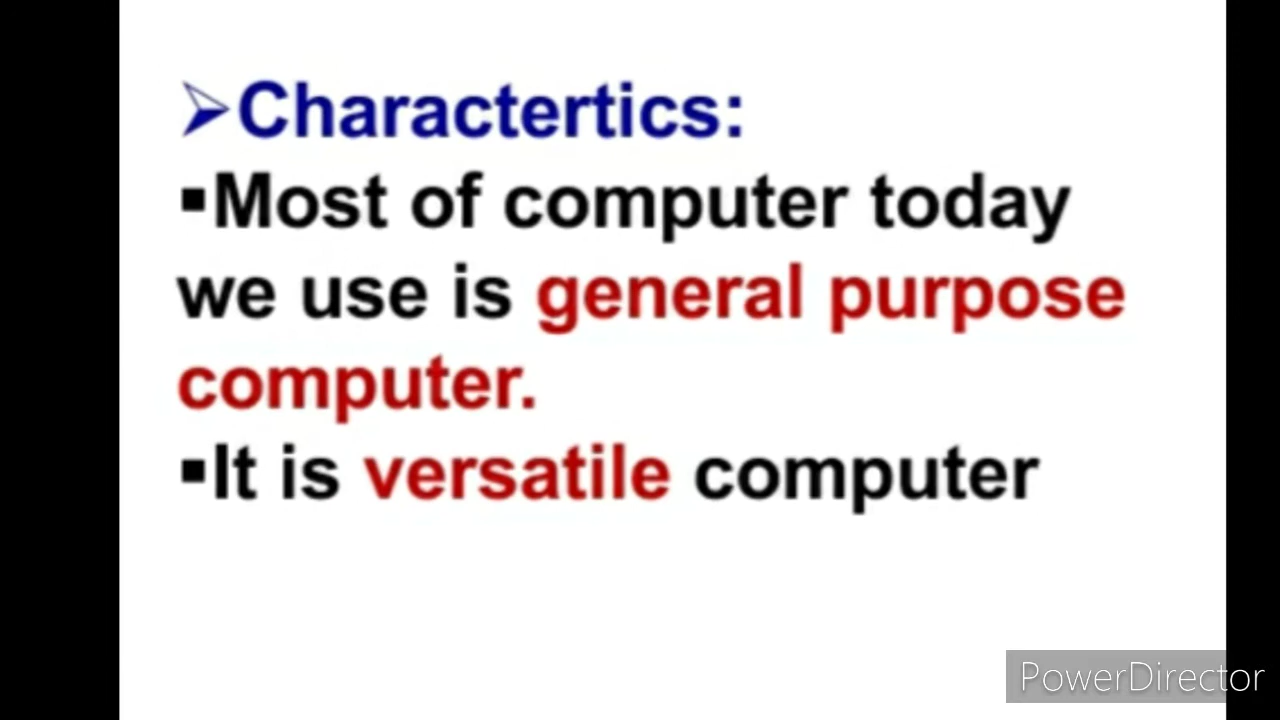 ➢Charactertics:
▪Most of computer today
we use is general purpose
computer.
▪It is versatile computer
PowerDirector